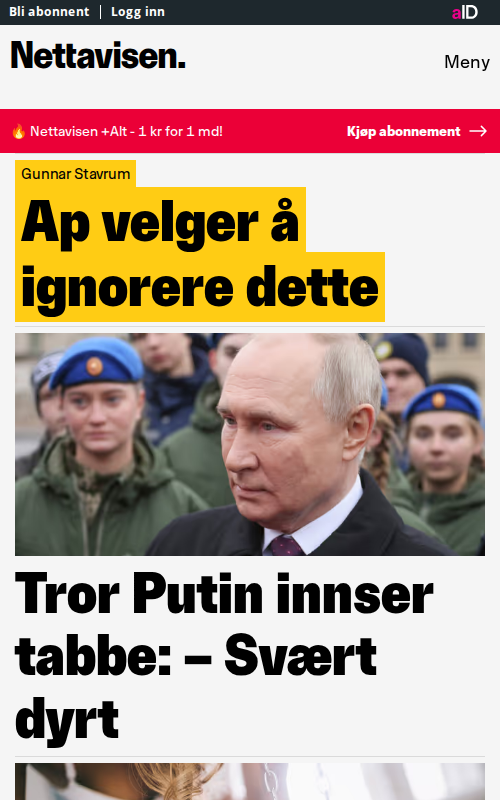 Bli abonnent | Logg inn
aID
Nettavisen.
Meny
🔥 Nettavisen +Alt - 1 kr for 1 md!
Kjøp abonnement →
Gunnar Stavrum
Ap velger å
ignorere dette
Tror Putin innser
tabbe: – Svært
dyrt